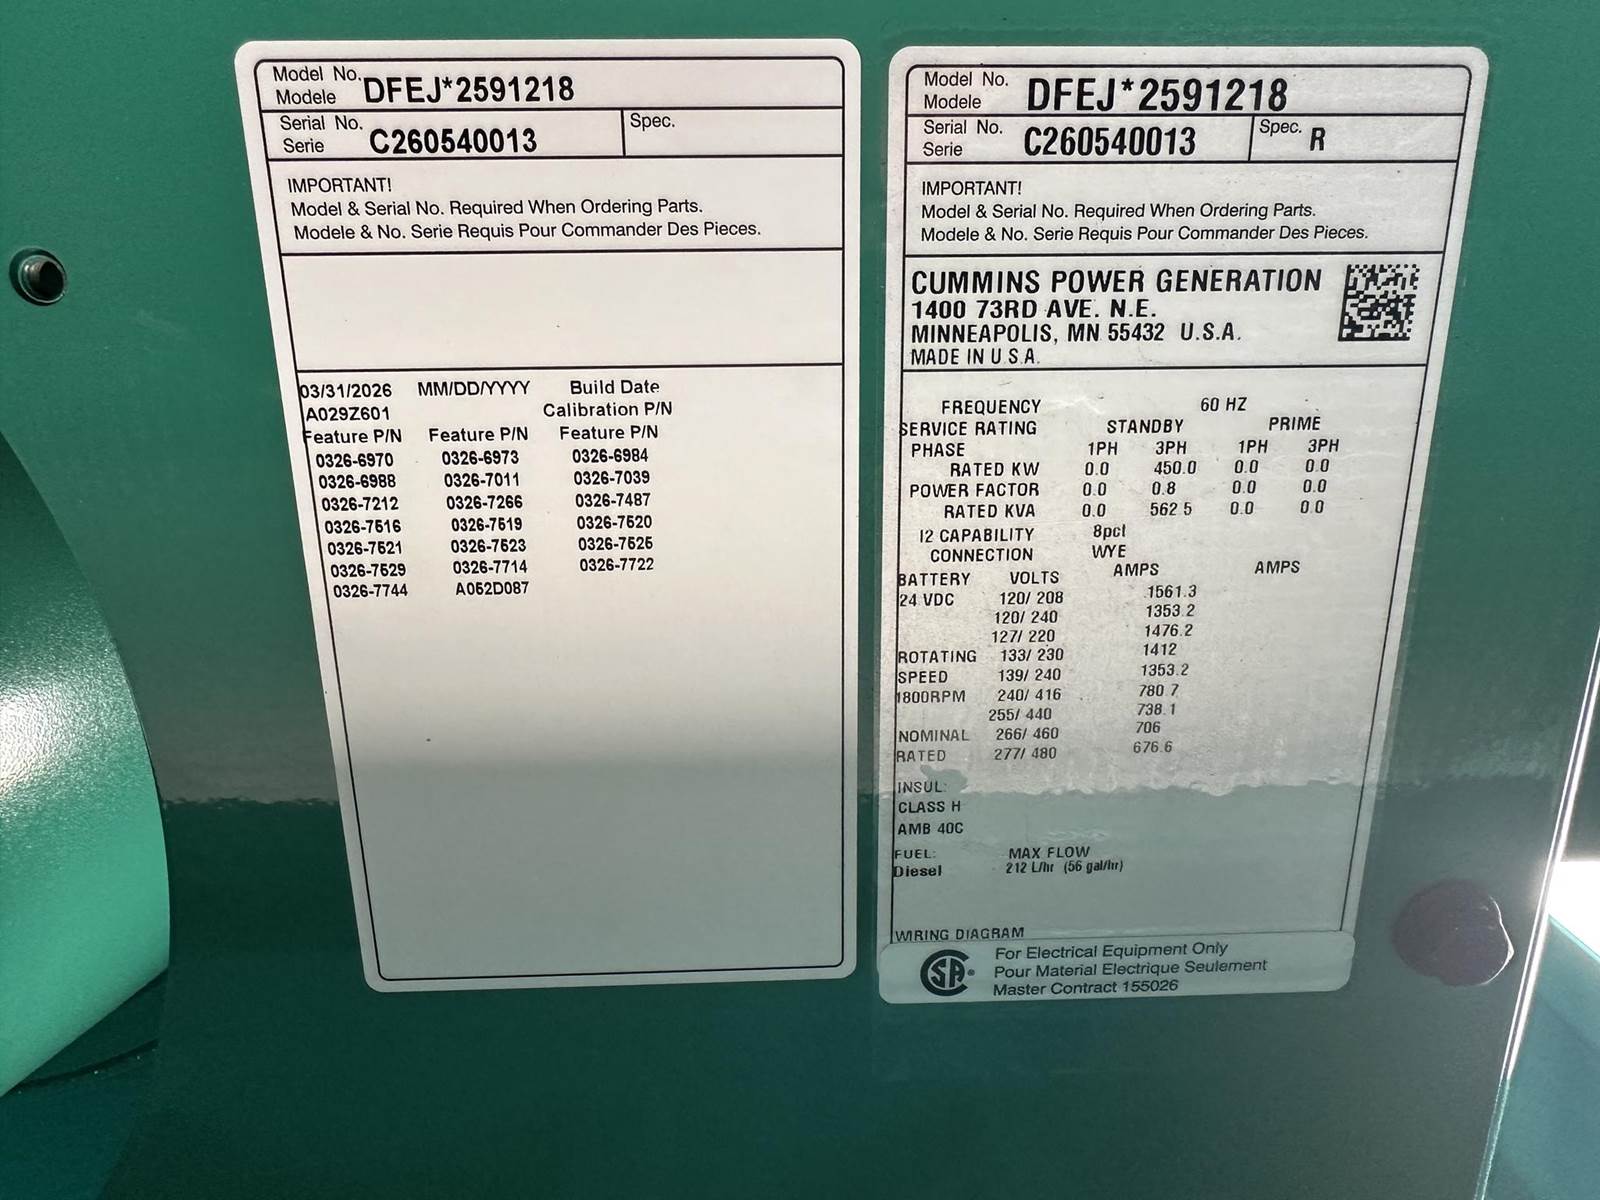 Model No. DFEJ*2591218
Modele
Serial No. C260540013 Spec.
Serie
IMPORTANT!
Model & Serial No. Required When Ordering Parts.
Modele & No. Serie Requis Pour Commander Des Pieces.
03/31/2026 MM/DD/YYYY Build Date
A029Z601 Calibration P/N
Feature P/N Feature P/N Feature P/N
0326-6970 0326-6973 0326-6984
0326-6988 0326-7011 0326-7039
0326-7212 0326-7266 0326-7487
0326-7516 0326-7519 0326-7520
0326-7521 0326-7523 0326-7525
0326-7529 0326-7714 0326-7722
0326-7744 A052D087
Model No. DFEJ*2591218
Modele
Serial No. C260540013 Spec. R
Serie
IMPORTANT!
Model & Serial No. Required When Ordering Parts.
Modele & No. Serie Requis Pour Commander Des Pieces.
CUMMINS POWER GENERATION
1400 73RD AVE. N.E.
MINNEAPOLIS, MN 55432 U.S.A.
MADE IN U.S.A.
FREQUENCY 60 HZ
SERVICE RATING STANDBY PRIME
PHASE 1PH 3PH 1PH 3PH
RATED KW 0.0 450.0 0.0 0.0
POWER FACTOR 0.0 0.8 0.0 0.0
RATED KVA 0.0 562.5 0.0 0.0
I2 CAPABILITY 8pct
CONNECTION WYE
BATTERY VOLTS AMPS AMPS
24 VDC 120/ 208 1561.3
120/ 240 1353.2
127/ 220 1476.2
ROTATING 133/ 230 1412
SPEED 139/ 240 1353.2
1800RPM 240/ 416 780.7
255/ 440 738.1
NOMINAL 266/ 460 706
RATED 277/ 480 676.6
INSUL:
CLASS H
AMB 40C
FUEL: MAX FLOW
Diesel 212 L/hr (56 gal/hr)
WIRING DIAGRAM
SA For Electrical Equipment Only
Pour Material Electrique Seulement
Master Contract 155026